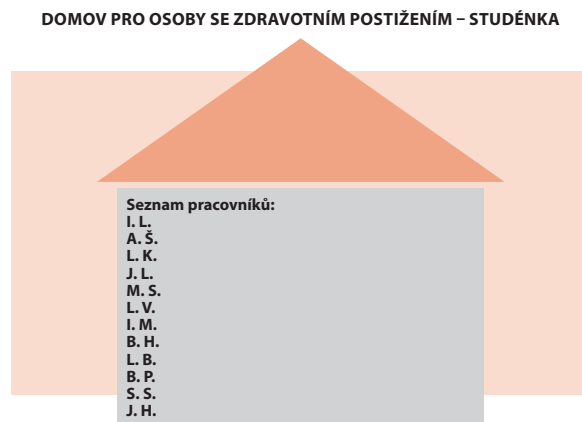 DOMOV PRO OSOBY SE ZDRAVOTNÍM POSTIŽENÍM – STUDÉNKA
Seznam pracovníků:
I. L.
A. Š.
L. K.
J. L.
M. S.
L. V.
I. M.
B. H.
L. B.
B. P.
S. S.
J. H.